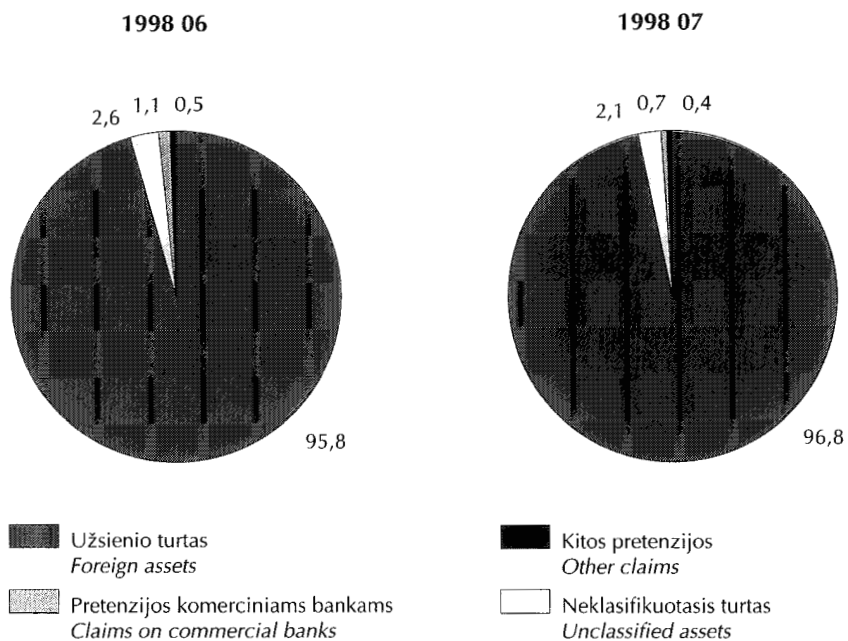 1998 06
1998 07
2,6 1,1 0,5
2,1 0,7 0,4
95,8
96,8
Užsienio turtas
Foreign assets
Pretenzijos komerciniams bankams
Claims on commercial banks
Kitos pretenzijos
Other claims
Neklasifikuotasis turtas
Unclassified assets